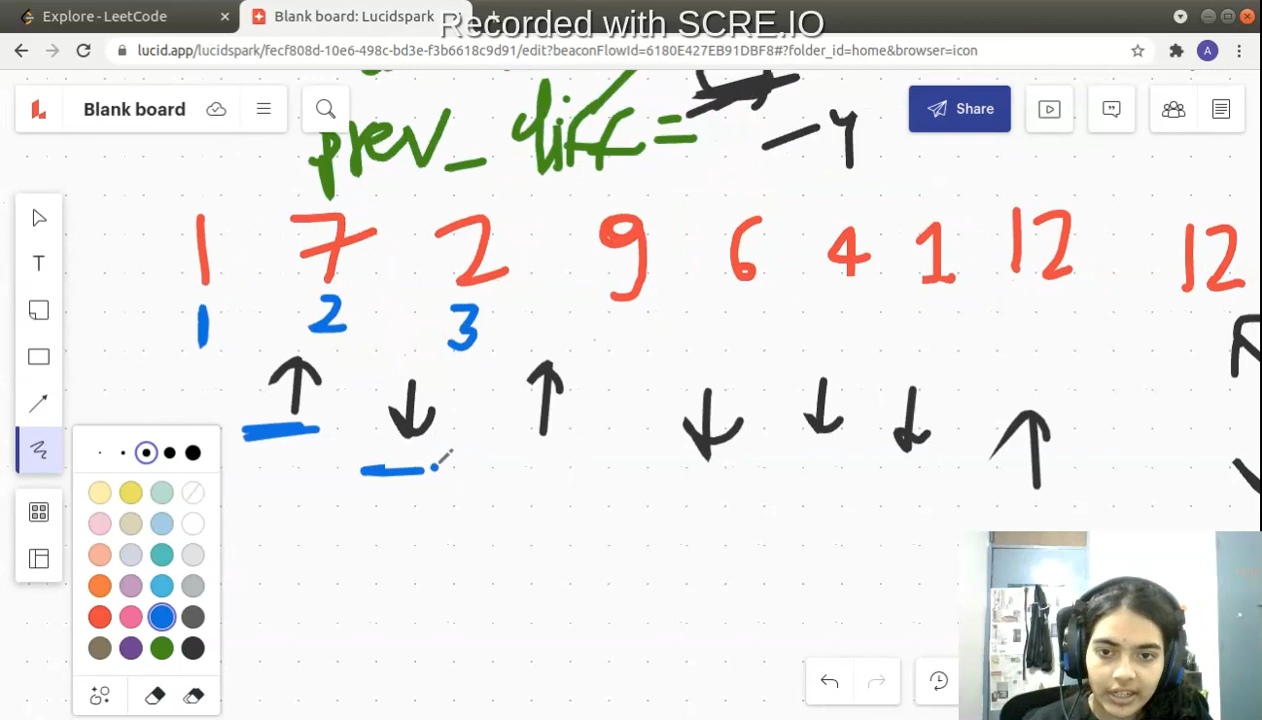 Explore - LeetCode
Blank board: Lucidspark
Recorded with SCRE.IO
lucid.app/lucidspark/fecf808d-10e6-498c-bd3e-f3b6618c9d91/edit?beaconFlowId=6180E427EB91DBF8#?folder_id=home&browser=icon
A
Blank board
Share
prev_diff = -4
T
1 7 2 9 6 4 1 12 12
1 2 3